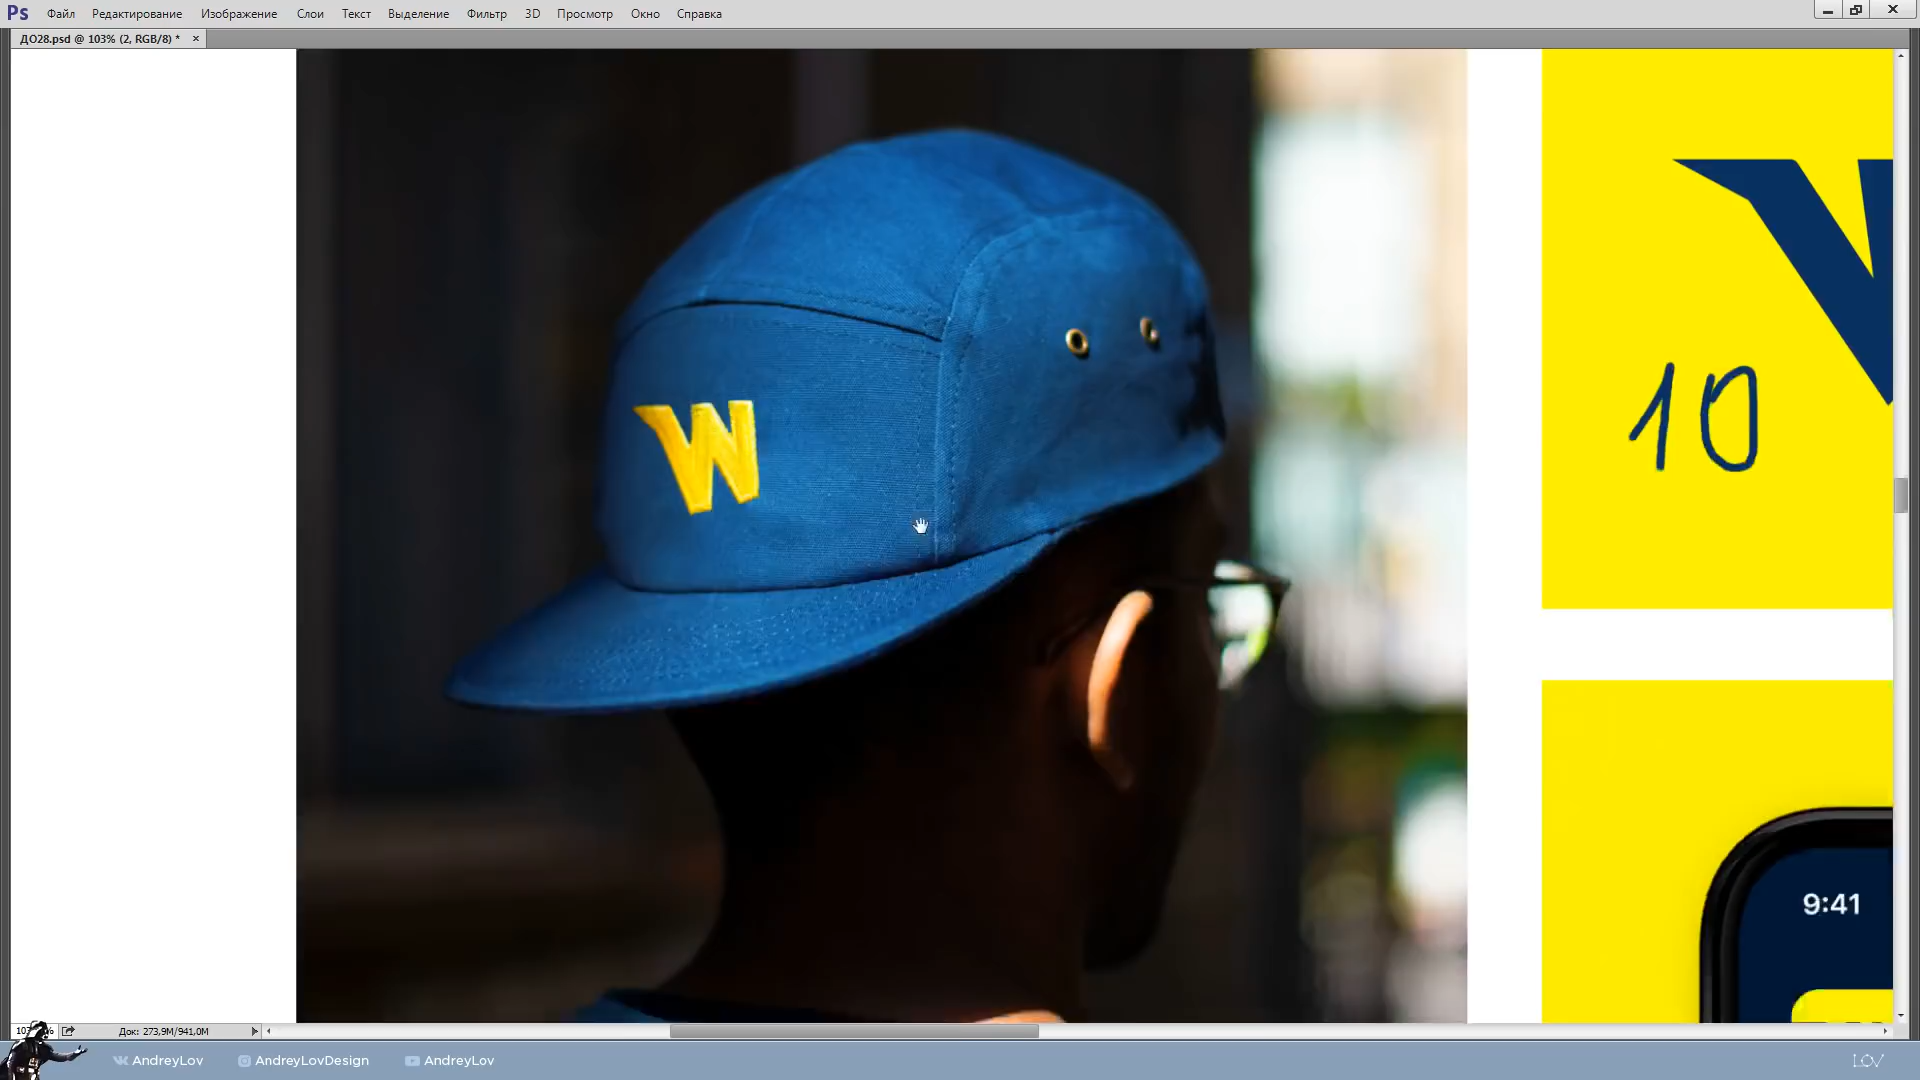 Ps Файл Редактирование Изображение Слои Текст Выделение Фильтр 3D Просмотр Окно Справка
ДО28.psd @ 103% (2, RGB/8) * ×
W
10
9:41
Док: 273,9M/941,0M
AndreyLov AndreyLovDesign AndreyLov LOV